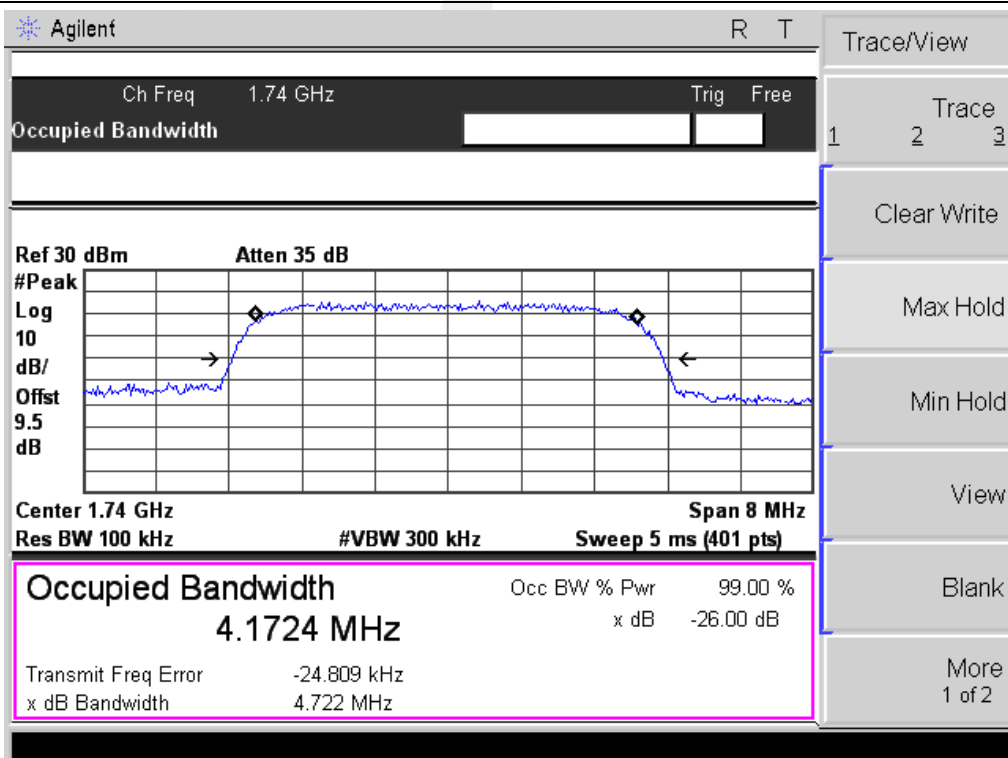 Agilent R T
Ch Freq 1.74 GHz Trig Free
Occupied Bandwidth
Ref 30 dBm Atten 35 dB
#Peak
Log
10
dB/
Offst
9.5
dB
Center 1.74 GHz Span 8 MHz
Res BW 100 kHz #VBW 300 kHz Sweep 5 ms (401 pts)
Occupied Bandwidth
4.1724 MHz
Occ BW % Pwr 99.00 %
x dB -26.00 dB
Transmit Freq Error -24.809 kHz
x dB Bandwidth 4.722 MHz
Trace/View
Trace
1 2 3
Clear Write
Max Hold
Min Hold
View
Blank
More
1 of 2